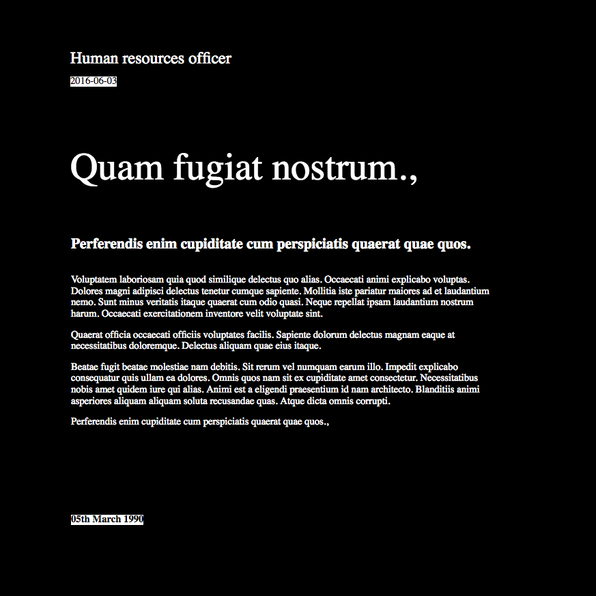 Human resources officer
2016-06-03
Quam fugiat nostrum.,
Perferendis enim cupiditate cum perspiciatis quaerat quae quos.
Voluptatem laboriosam quia quod similique delectus quo alias. Occaecati animi explicabo voluptas.
Dolores magni adipisci delectus tenetur cumque sapiente. Mollitia iste pariatur maiores ad et laudantium
nemo. Sunt minus veritatis itaque quaerat cum odio quasi. Neque repellat ipsam laudantium nostrum
harum. Occaecati exercitationem inventore velit voluptate sint.
Quaerat officia occaecati officiis voluptates facilis. Sapiente dolorum delectus magnam eaque at
necessitatibus doloremque. Delectus aliquam quae eius itaque.
Beatae fugit beatae molestiae nam debitis. Sit rerum vel numquam earum illo. Impedit explicabo
consequatur quis ullam ea dolores. Omnis quos nam sit ex cupiditate amet consectetur. Necessitatibus
nobis amet quidem iure qui alias. Animi est a eligendi praesentium id nam architecto. Blanditiis animi
asperiores aliquam aliquam soluta recusandae quas. Atque dicta omnis corrupti.
Perferendis enim cupiditate cum perspiciatis quaerat quae quos.,
05th March 1990